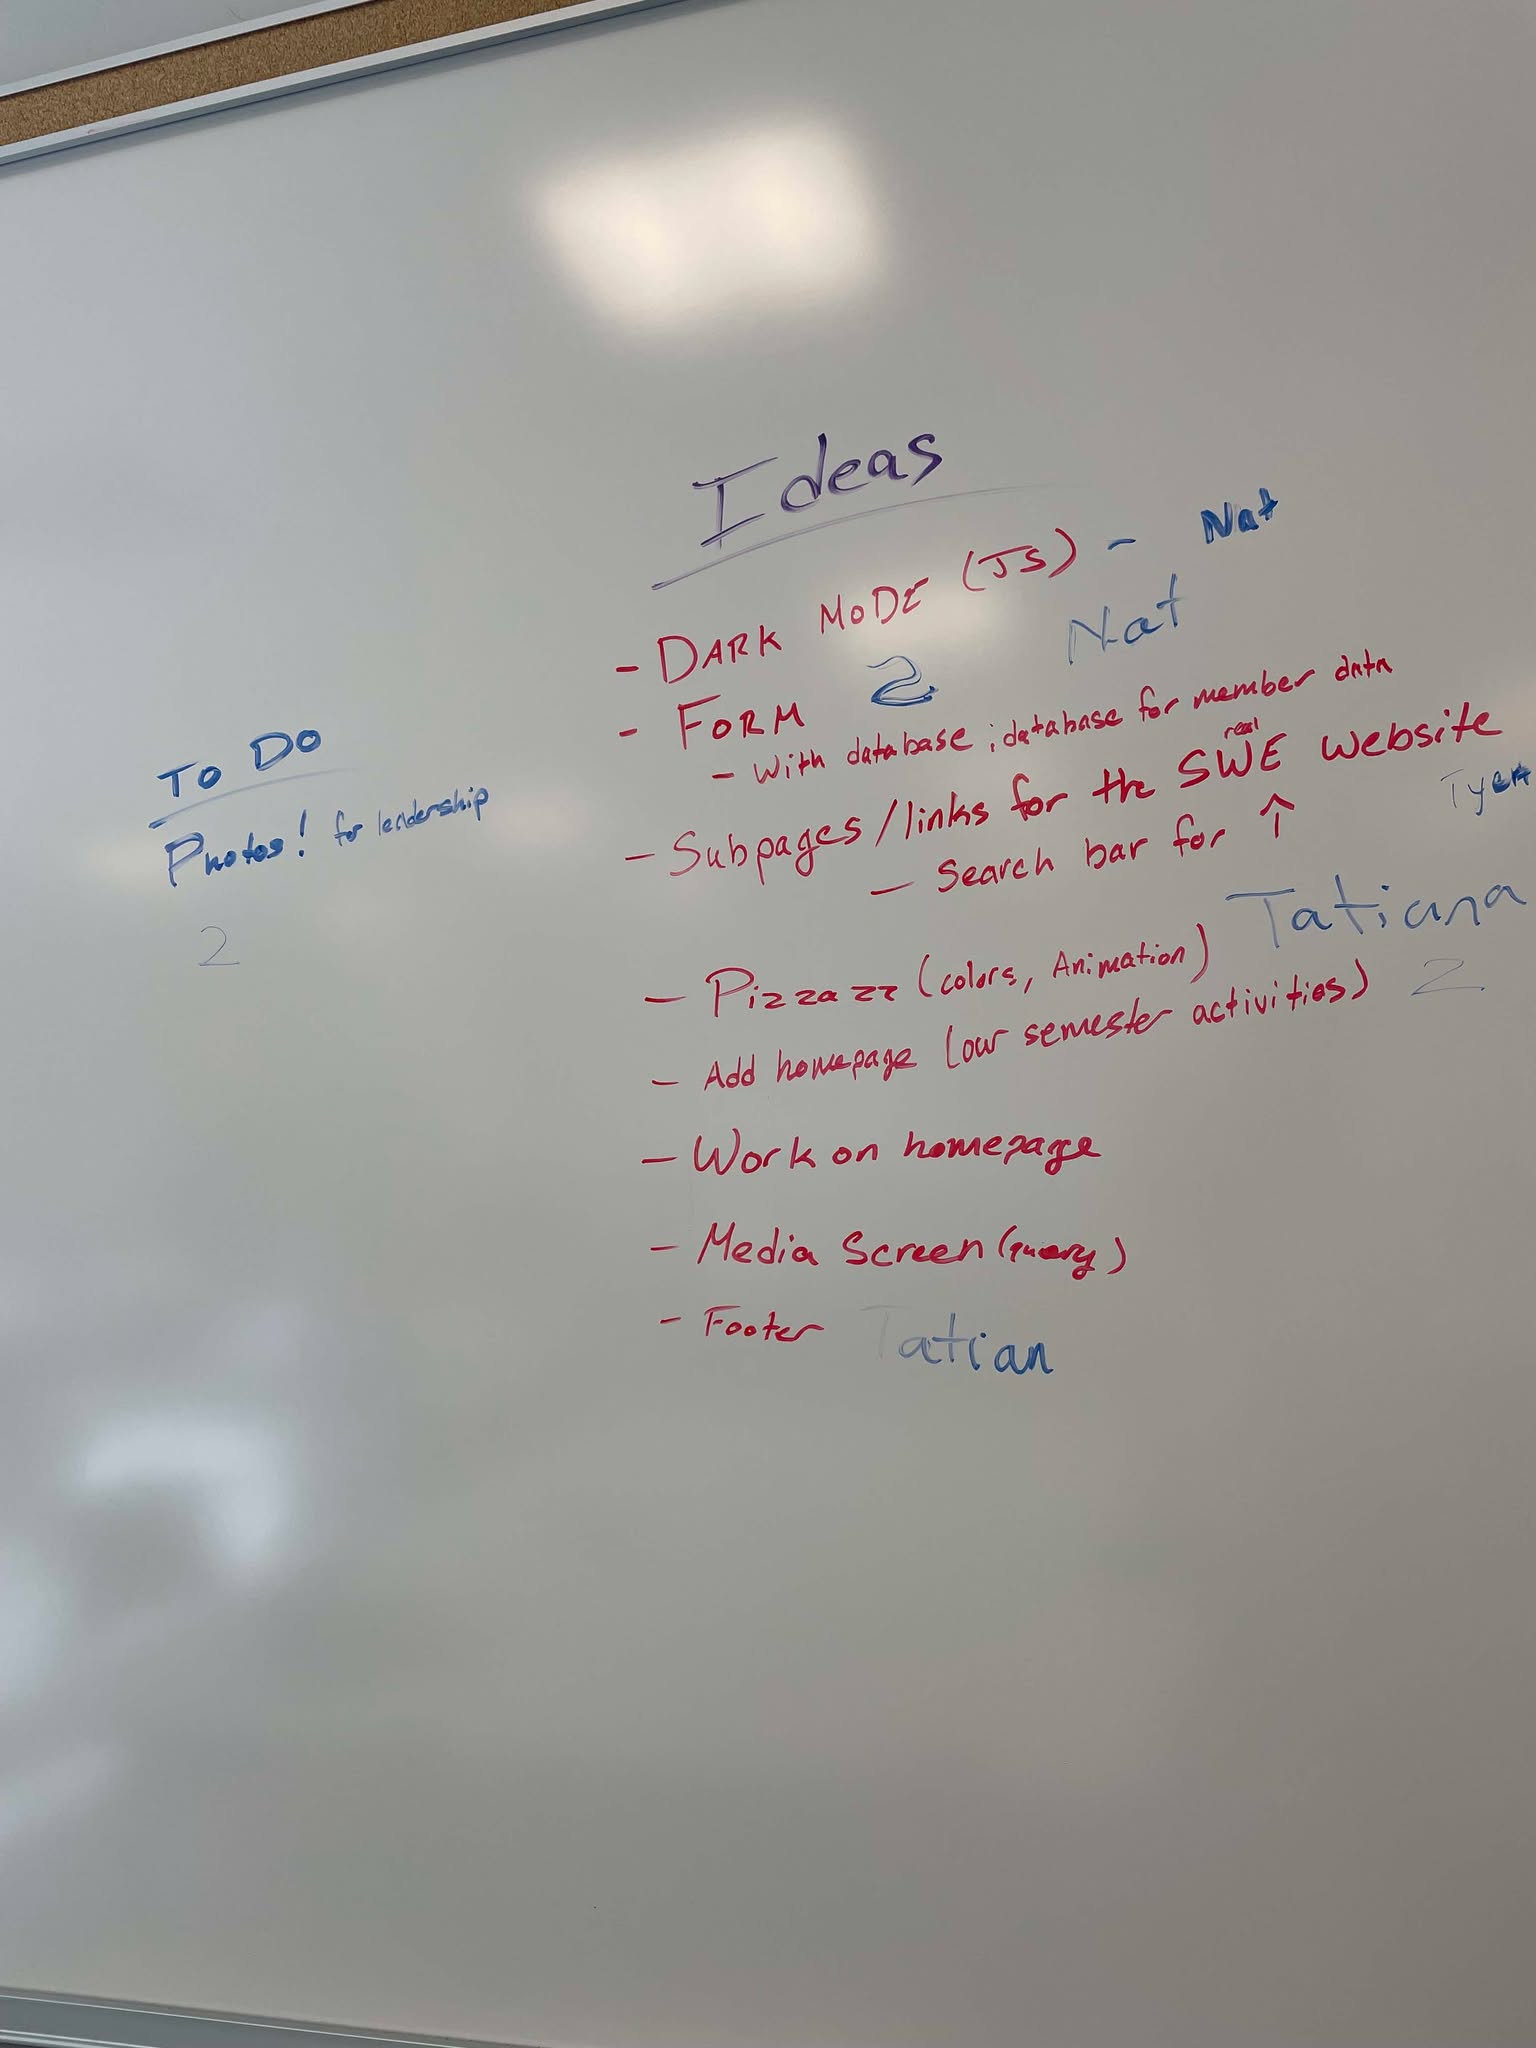 Ideas
- DARK MODE (JS) - Nat
- FORM 2 Nat
- With database ; database for member data
- Subpages/links for the real SWE website
- Search bar for ↑
TO DO
Photos! for leadership
2
- Pizzazz (colors, Animation) Tatiana
- Add homepage (our semester activities) 2
- Work on homepage
- Media Screen (query)
- Footer Tatian